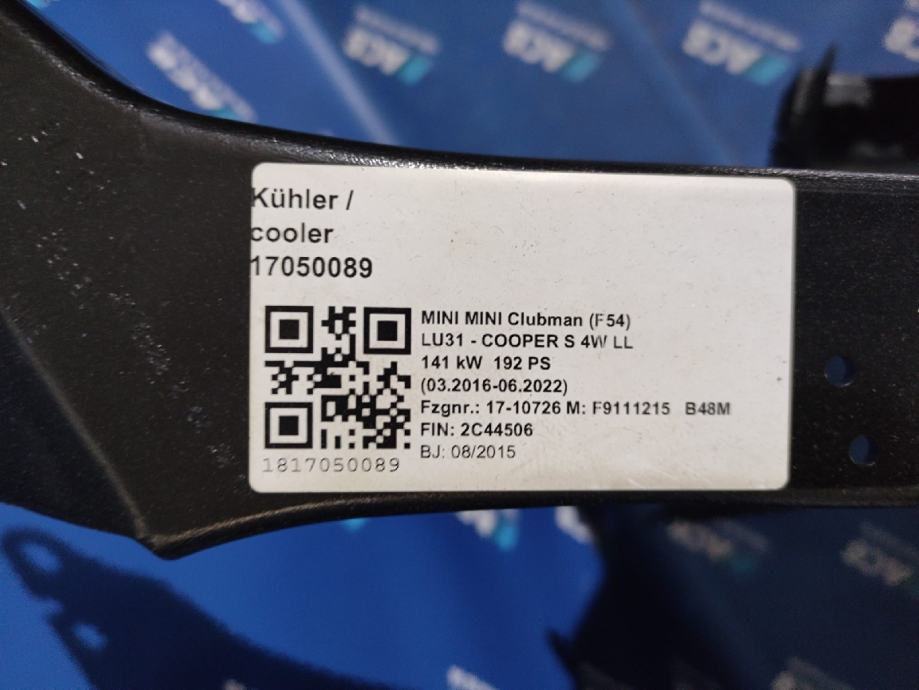 Kühler /
cooler
17050089
MINI MINI Clubman (F54)
LU31 - COOPER S 4W LL
141 kW 192 PS
(03.2016-06.2022)
Fzgnr.: 17-10726 M: F9111215 B48M
FIN: 2C44506
BJ: 08/2015
1817050089